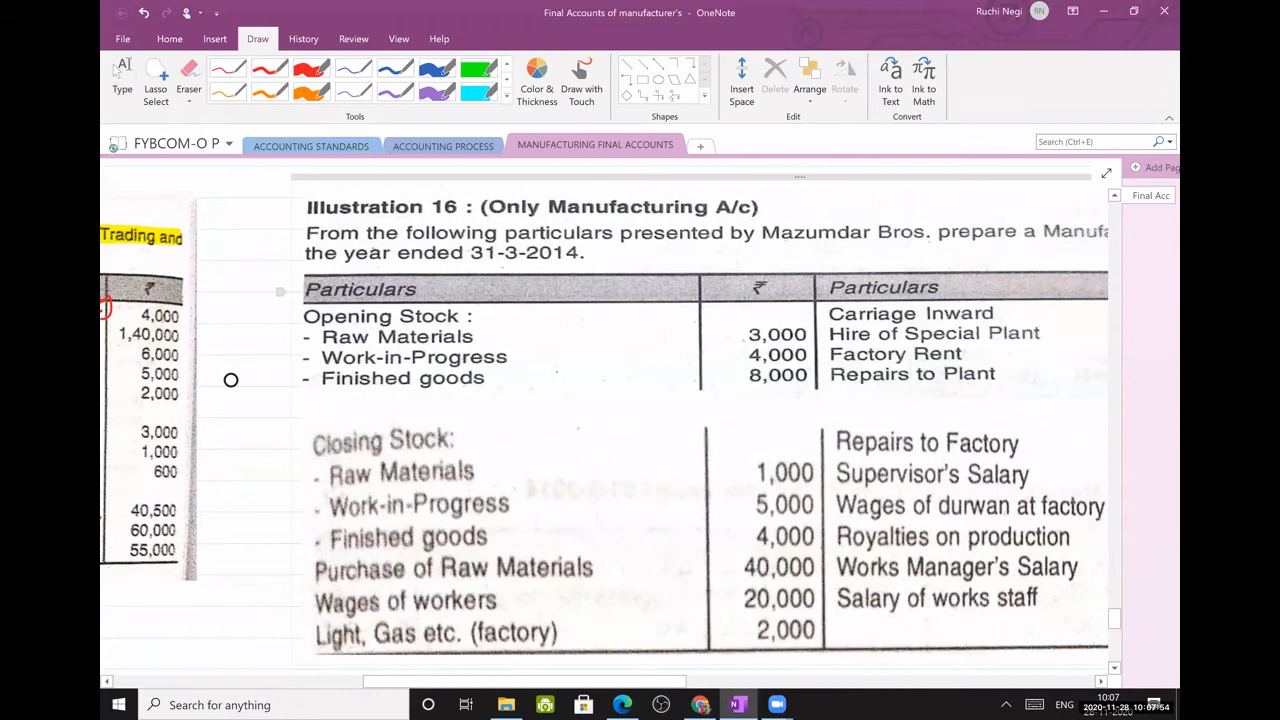 Final Accounts of manufacturer's - OneNote
Ruchi Negi
RN
File
Home
Insert
Draw
History
Review
View
Help
Type
Lasso Select
Eraser
Color & Thickness
Draw with Touch
Insert Space
Delete
Arrange
Rotate
Ink to Text
Ink to Math
Tools
Shapes
Edit
Convert
FYBCOM-O P
ACCOUNTING STANDARDS
ACCOUNTING PROCESS
MANUFACTURING FINAL ACCOUNTS
Search (Ctrl+E)
Add Pag
Final Acc
Trading and
₹
4,000
1,40,000
6,000
5,000
2,000
3,000
1,000
600
40,500
60,000
55,000
Illustration 16 : (Only Manufacturing A/c)
From the following particulars presented by Mazumdar Bros. prepare a Manufa
the year ended 31-3-2014.
Particulars ₹ Particulars
Opening Stock : Carriage Inward
- Raw Materials 3,000 Hire of Special Plant
- Work-in-Progress 4,000 Factory Rent
- Finished goods 8,000 Repairs to Plant
Closing Stock: Repairs to Factory
- Raw Materials 1,000 Supervisor's Salary
- Work-in-Progress 5,000 Wages of durwan at factory
- Finished goods 4,000 Royalties on production
Purchase of Raw Materials 40,000 Works Manager's Salary
Wages of workers 20,000 Salary of works staff
Light, Gas etc. (factory) 2,000
Type here to search